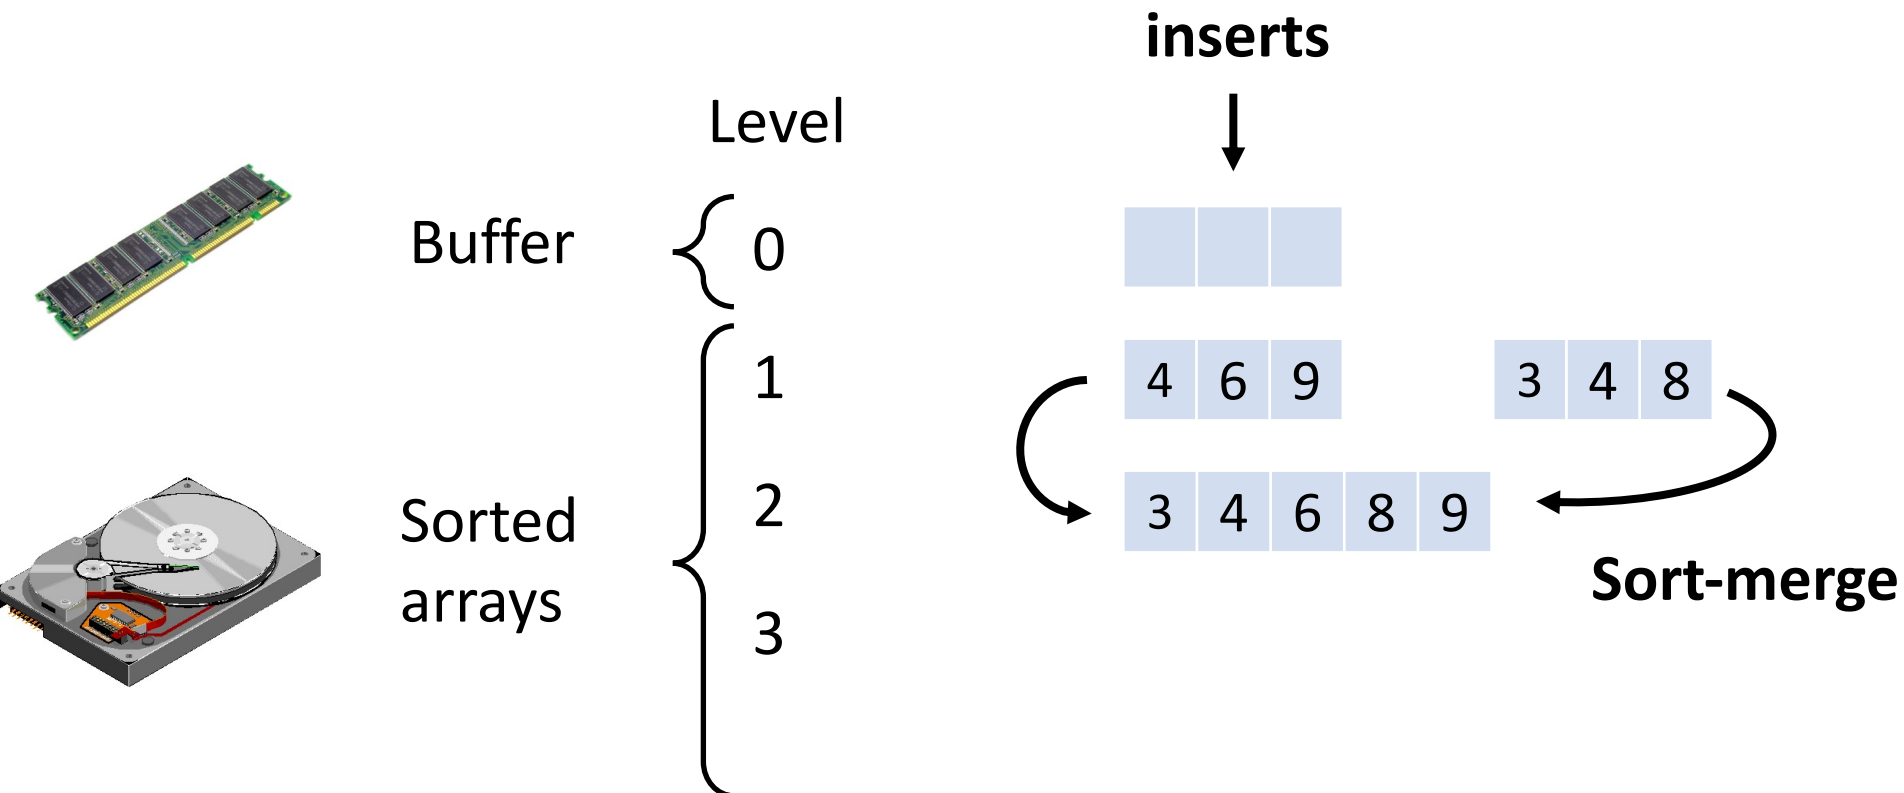 inserts
Level
Buffer
0
1
4 6 9
3 4 8
Sorted
arrays
2
3 4 6 8 9
Sort-merge
3